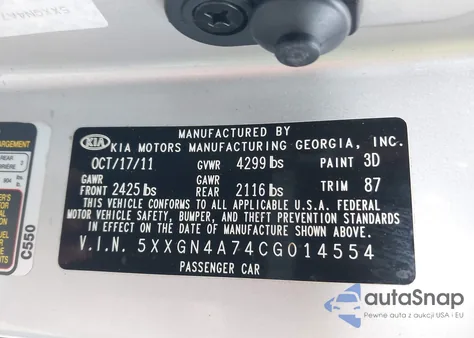 MANUFACTURED BY
KIA KIA MOTORS MANUFACTURING GEORGIA, INC.
OCT/17/11 GVWR 4299 lbs PAINT 3D
GAWR GAWR
FRONT 2425 lbs REAR 2116 lbs TRIM 87
THIS VEHICLE CONFORMS TO ALL APPLICABLE U.S.A. FEDERAL
MOTOR VEHICLE SAFETY, BUMPER, AND THEFT PREVENTION STANDARDS
IN EFFECT ON THE DATE OF MANUFACTURE SHOWN ABOVE.
V.I.N. 5XXGN4A74CG014554
PASSENGER CAR
C550
REAR 2
autoSnap
Pewne auta z aukcji USA i EU